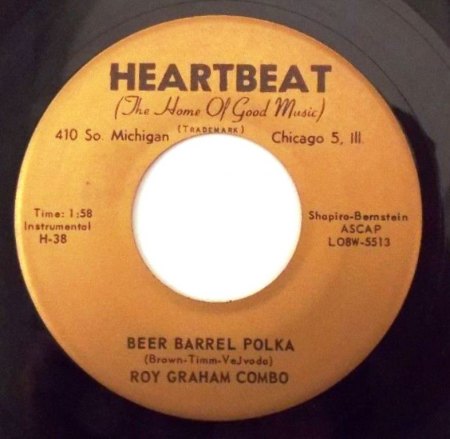 HEARTBEAT
(The Home Of Good Music)
(TRADEMARK)
410 So. Michigan Chicago 5, Ill.
Time: 1:58
Instrumental
H-38
Shapiro-Bernstein
ASCAP
LO8W-5513
BEER BARREL POLKA
(Brown-Timm-VeJvoda)
ROY GRAHAM COMBO